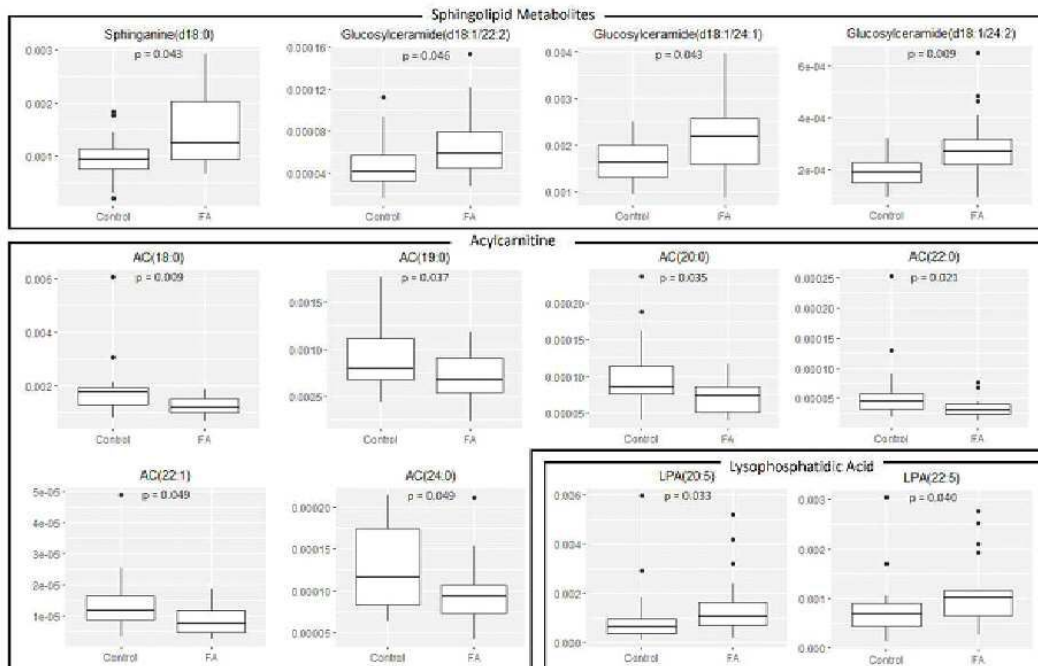 Sphingolipid Metabolites
Sphinganine(d18:0)
p = 0.043
0.003
0.002
0.001
Control
FA
Glucosylceramide(d18:1/22:2)
p = 0.046
0.00016
0.00012
0.00008
0.00004
Control
FA
Glucosylceramide(d18:1/24:1)
p = 0.043
0.004
0.003
0.002
0.001
Control
FA
Glucosylceramide(d18:1/24:2)
p = 0.009
6e-04
4e-04
2e-04
Control
FA
Acylcarnitine
AC(18:0)
p = 0.009
0.006
0.004
0.002
Control
FA
AC(19:0)
p = 0.037
0.0015
0.0010
0.0025
Control
FA
AC(20:0)
p = 0.035
0.00020
0.00015
0.00010
0.00005
Control
FA
AC(22:0)
p = 0.021
0.00025
0.00020
0.00015
0.00010
0.00005
Control
FA
AC(22:1)
p = 0.049
5e-05
4e-05
3e-05
2e-05
1e-05
Control
FA
AC(24:0)
p = 0.049
0.00020
0.00015
0.00010
0.00005
Control
FA
Lysophosphatidic Acid
LPA(20:5)
p = 0.033
0.006
0.004
0.002
0.000
Control
FA
LPA(22:5)
p = 0.040
0.003
0.002
0.001
0.000
Control
FA